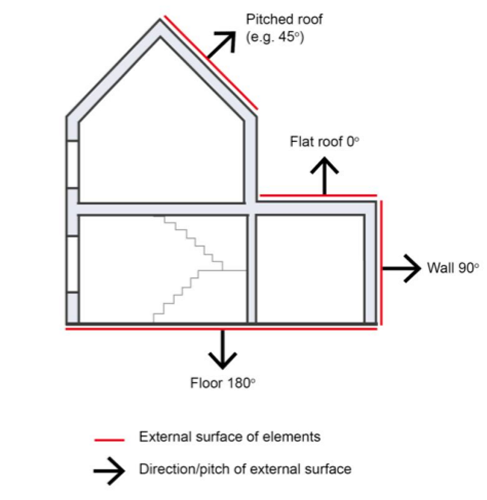 Pitched roof
(e.g. 45°)
Flat roof 0°
Wall 90°
Floor 180°
External surface of elements
Direction/pitch of external surface